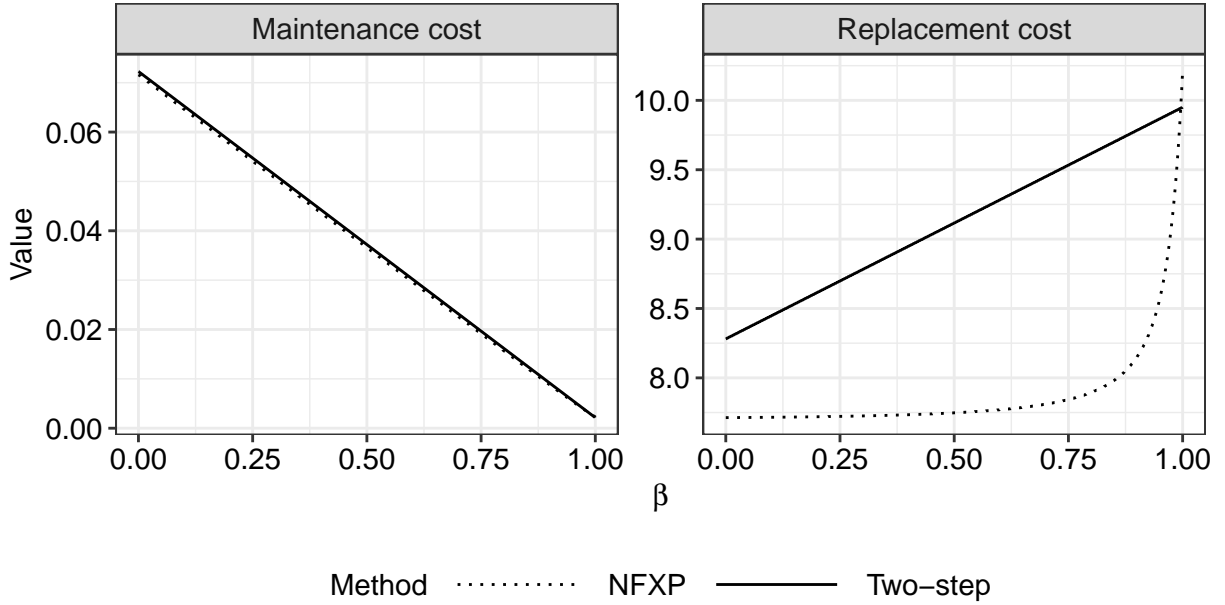 Maintenance cost
Replacement cost
Value
0.06
0.04
0.02
0.00
0.00 0.25 0.50 0.75 1.00
10.0
9.5
9.0
8.5
8.0
0.00 0.25 0.50 0.75 1.00
β
Method NFXP Two−step